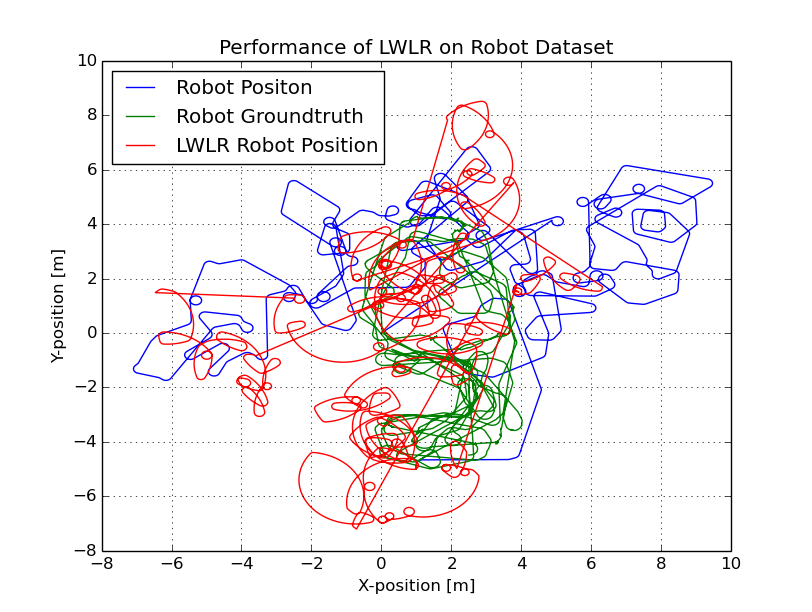 Performance of LWLR on Robot Dataset
Robot Positon
Robot Groundtruth
LWLR Robot Position
Y-position [m]
10
8
6
4
2
0
−2
−4
−6
−8
−8 −6 −4 −2 0 2 4 6 8 10
X-position [m]